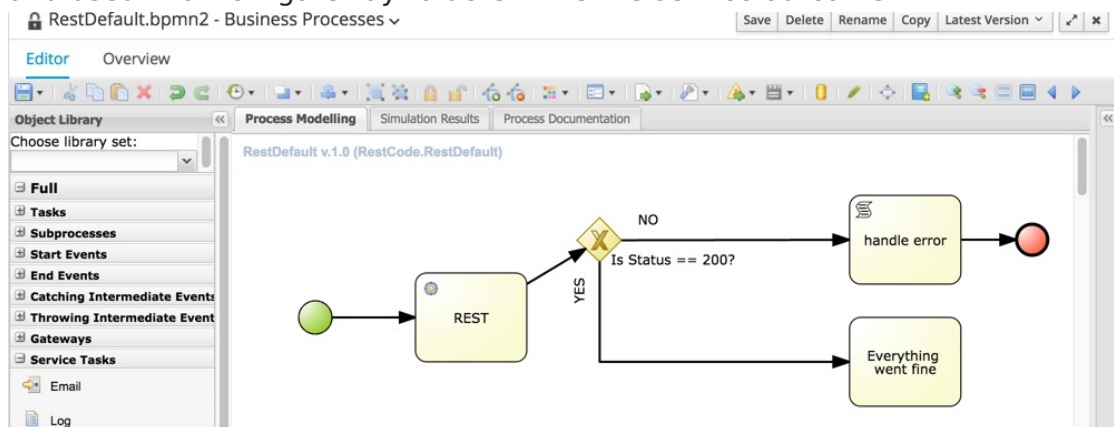 RestDefault.bpmn2 - Business Processes
Save Delete Rename Copy Latest Version
Editor Overview
Object Library
Process Modelling Simulation Results Process Documentation
Choose library set:
RestDefault v.1.0 (RestCode.RestDefault)
Full
Tasks
Subprocesses
Start Events
End Events
Catching Intermediate Events
Throwing Intermediate Event
Gateways
Service Tasks
Email
Log
REST
NO
Is Status == 200?
YES
handle error
Everything
went fine